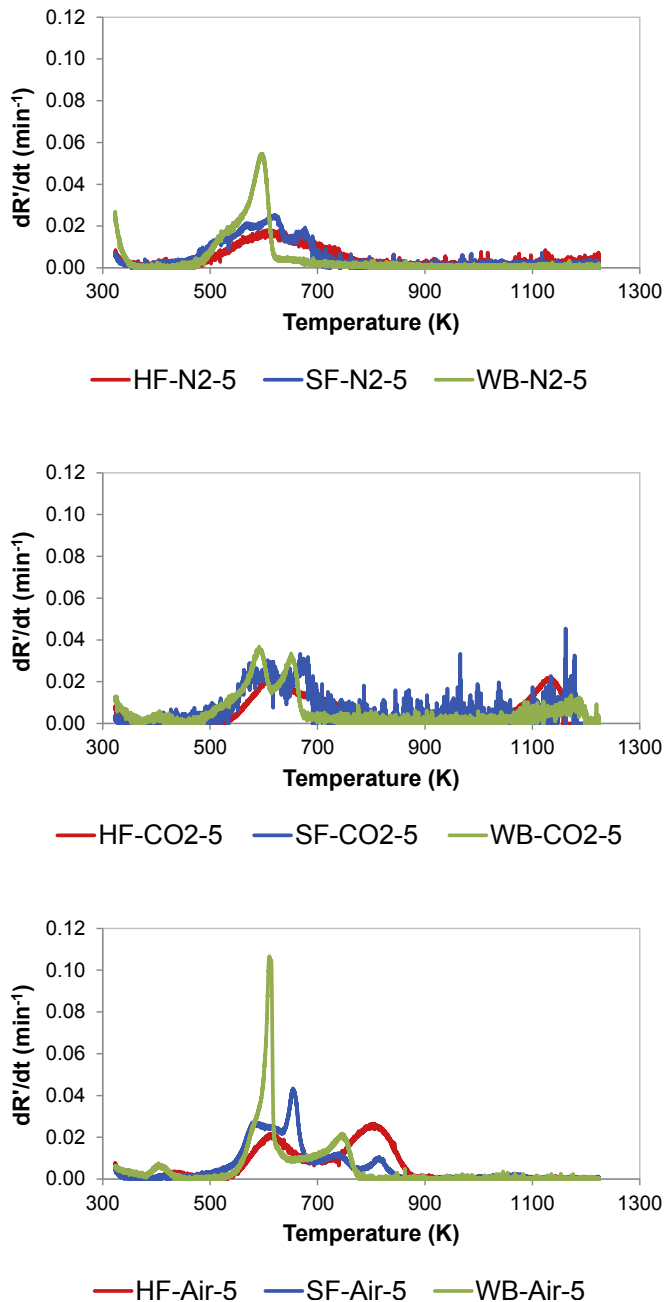 0.12
0.10
0.08
0.06
0.04
0.02
0.00
dR'/dt (min⁻¹)
300 500 700 900 1100 1300
Temperature (K)
HF-N2-5 SF-N2-5 WB-N2-5
0.12
0.10
0.08
0.06
0.04
0.02
0.00
dR'/dt (min⁻¹)
300 500 700 900 1100 1300
Temperature (K)
HF-CO2-5 SF-CO2-5 WB-CO2-5
0.12
0.10
0.08
0.06
0.04
0.02
0.00
dR'/dt (min⁻¹)
300 500 700 900 1100 1300
Temperature (K)
HF-Air-5 SF-Air-5 WB-Air-5